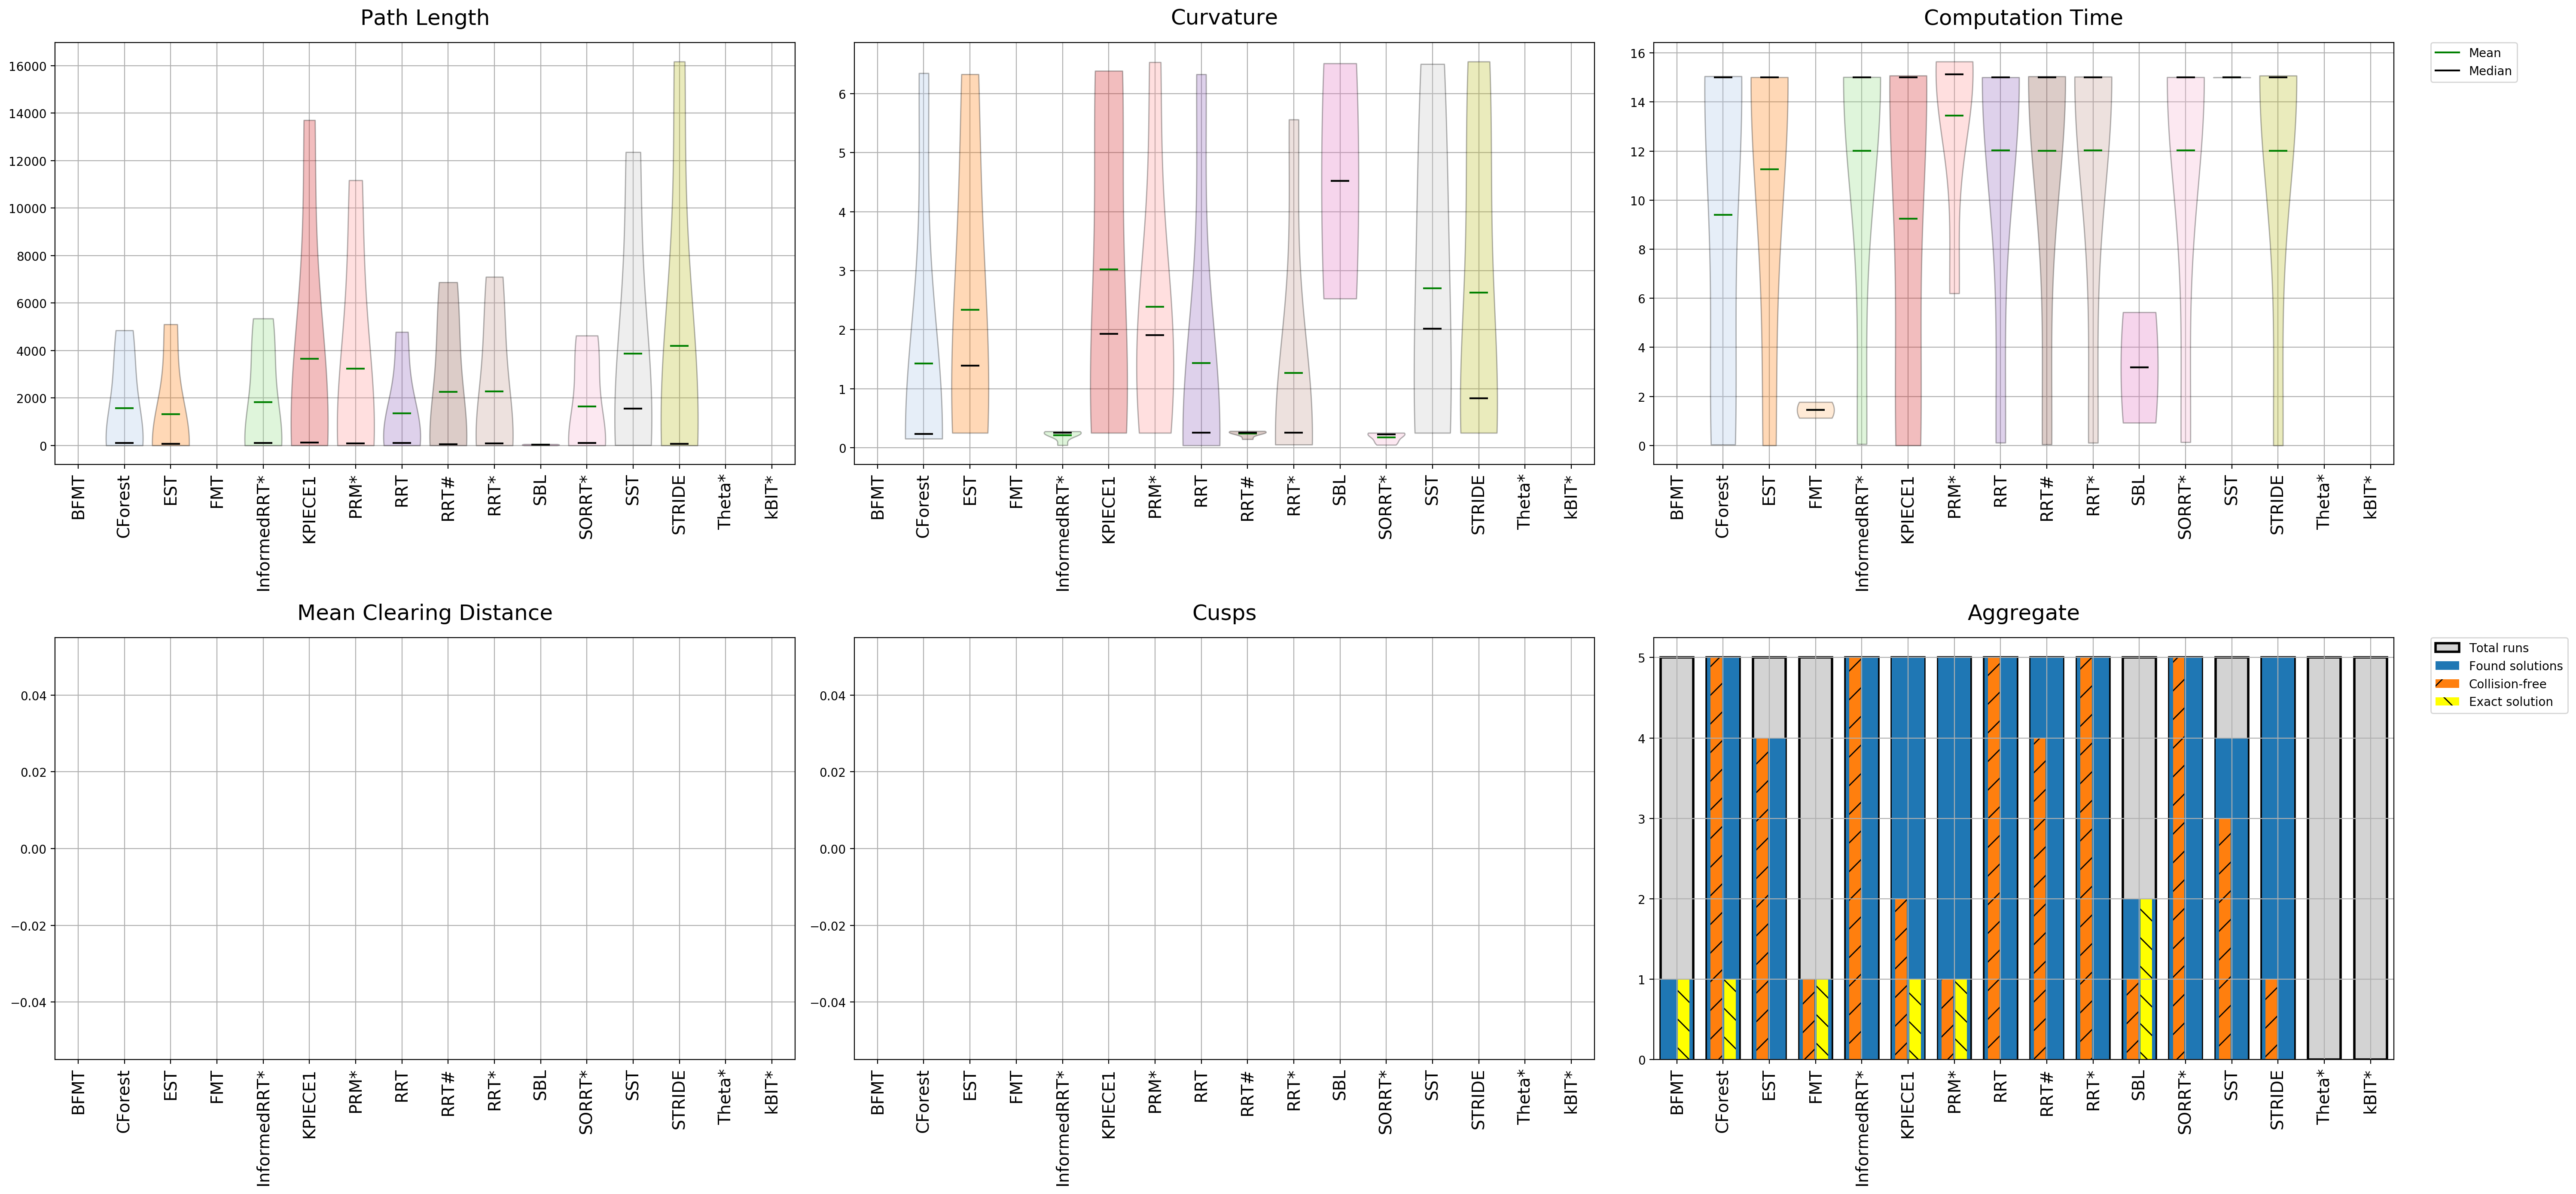 Path Length
16000
14000
12000
10000
8000
6000
4000
2000
0
BFMT CForest EST FMT InformedRRT* KPIECE1 PRM* RRT RRT# RRT* SBL SORRT* SST STRIDE Theta* kBIT*
Curvature
6
5
4
3
2
1
0
BFMT CForest EST FMT InformedRRT* KPIECE1 PRM* RRT RRT# RRT* SBL SORRT* SST STRIDE Theta* kBIT*
Computation Time
16
14
12
10
8
6
4
2
0
BFMT CForest EST FMT InformedRRT* KPIECE1 PRM* RRT RRT# RRT* SBL SORRT* SST STRIDE Theta* kBIT*
Mean
Median
Mean Clearing Distance
0.04
0.02
0.00
−0.02
−0.04
BFMT CForest EST FMT InformedRRT* KPIECE1 PRM* RRT RRT# RRT* SBL SORRT* SST STRIDE Theta* kBIT*
Cusps
0.04
0.02
0.00
−0.02
−0.04
BFMT CForest EST FMT InformedRRT* KPIECE1 PRM* RRT RRT# RRT* SBL SORRT* SST STRIDE Theta* kBIT*
Aggregate
5
4
3
2
1
0
BFMT CForest EST FMT InformedRRT* KPIECE1 PRM* RRT RRT# RRT* SBL SORRT* SST STRIDE Theta* kBIT*
Total runs
Found solutions
Collision-free
Exact solution